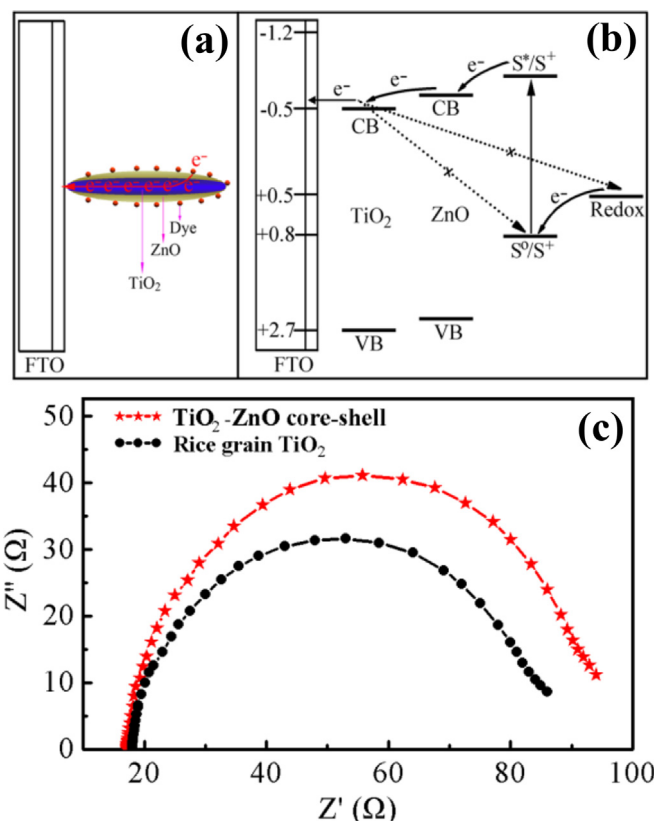 (a)
e⁻
e⁻ e⁻ e⁻ e⁻ e⁻ e⁻
Dye
ZnO
TiO₂
FTO
(b)
-1.2
S*/S⁺
e⁻
e⁻
e⁻
CB
-0.5
CB
x
x
e⁻
+0.5
Redox
TiO₂
ZnO
+0.8
S⁰/S⁺
+2.7
VB
VB
FTO
(c)
50
TiO₂-ZnO core-shell
Rice grain TiO₂
40
30
20
10
0
Z'' (Ω)
20 40 60 80 100
Z' (Ω)